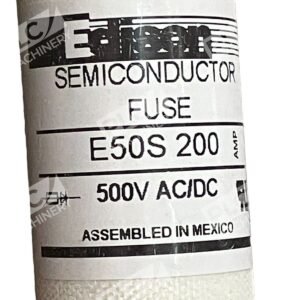 Edison
SEMICONDUCTOR
FUSE
E50S 200 AMP
500V AC/DC
ASSEMBLED IN MEXICO